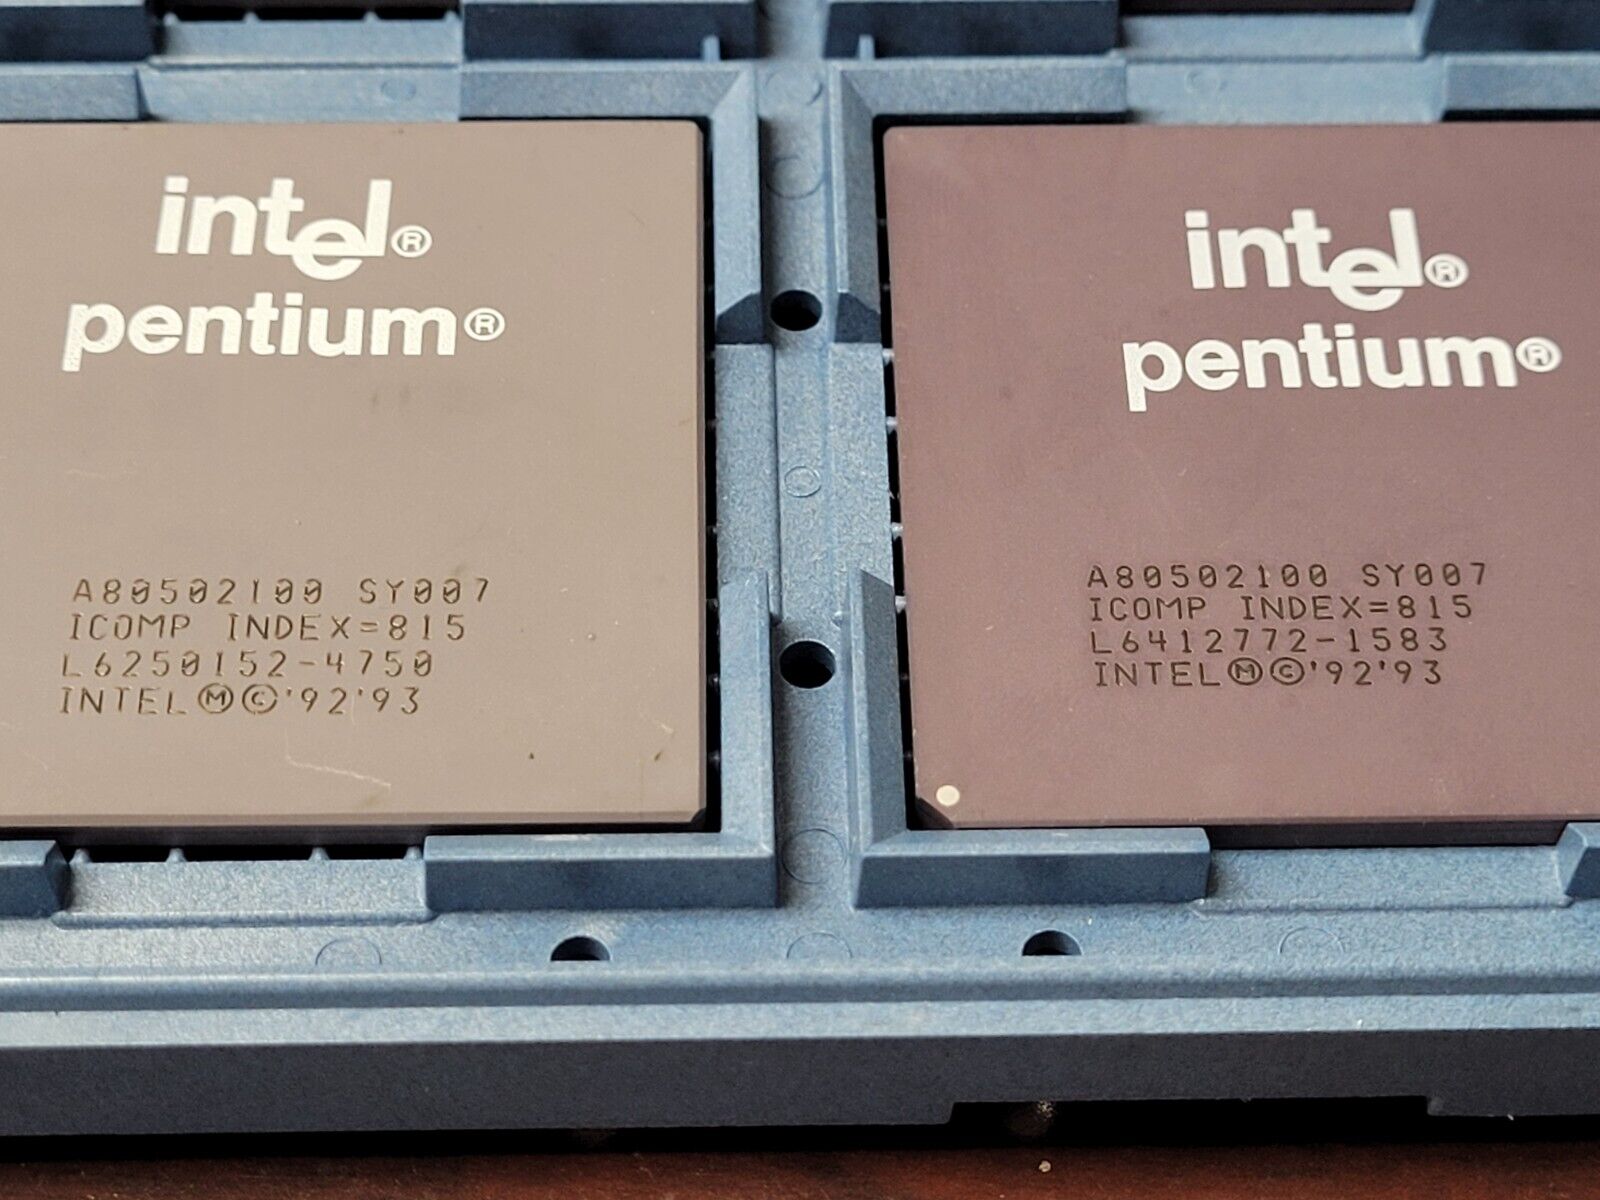 intel®
pentium®
A80502100 SY007
ICOMP INDEX=815
L6250152-4750
INTEL Ⓜ©'92'93
intel®
pentium®
A80502100 SY007
ICOMP INDEX=815
L6412772-1583
INTELⓂ©'92'93